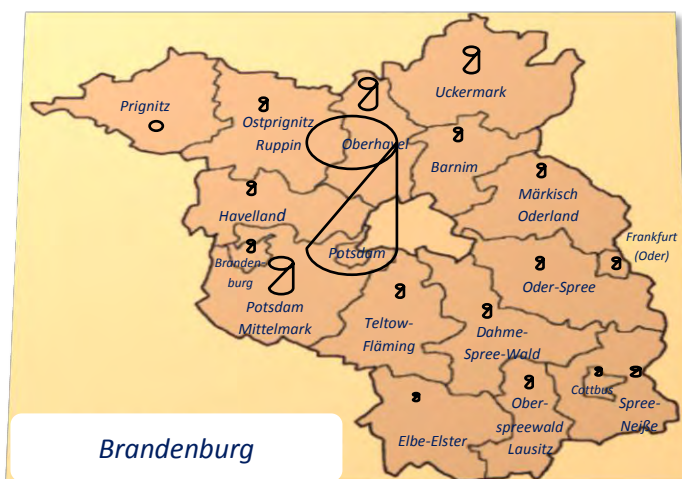 Uckermark
Prignitz
Ostprignitz
Ruppin
Oberhavel
Barnim
Märkisch
Oderland
Havelland
Frankfurt
(Oder)
Potsdam
Branden-
burg
Oder-Spree
Potsdam
Mittelmark
Teltow-
Fläming
Dahme-
Spree-Wald
Cottbus
Ober-
spreewald
Lausitz
Spree-
Neiße
Elbe-Elster
Brandenburg